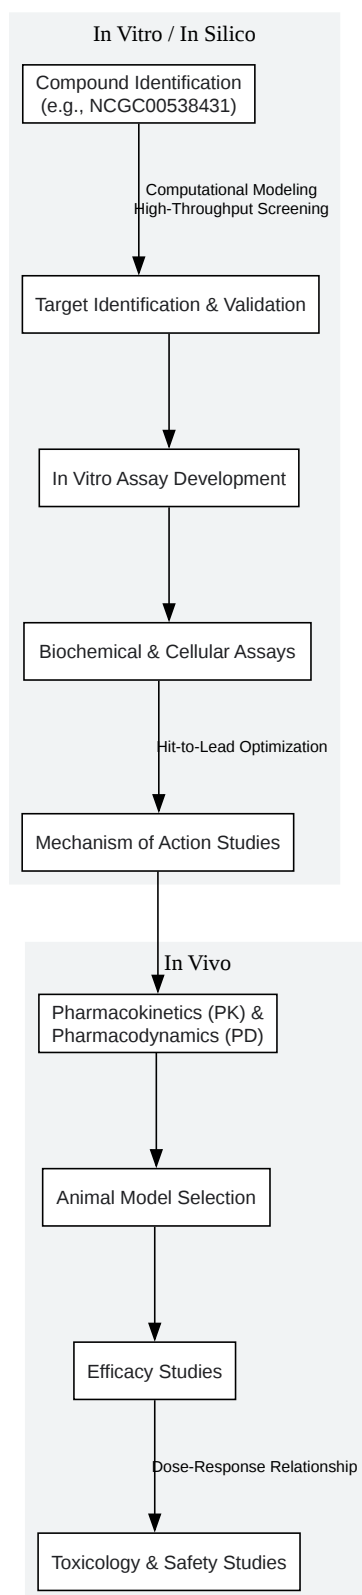 In Vitro / In Silico
Compound Identification
(e.g., NCGC00538431)
Computational Modeling
High-Throughput Screening
Target Identification & Validation
In Vitro Assay Development
Biochemical & Cellular Assays
Hit-to-Lead Optimization
Mechanism of Action Studies
In Vivo
Pharmacokinetics (PK) &
Pharmacodynamics (PD)
Animal Model Selection
Efficacy Studies
Dose-Response Relationship
Toxicology & Safety Studies